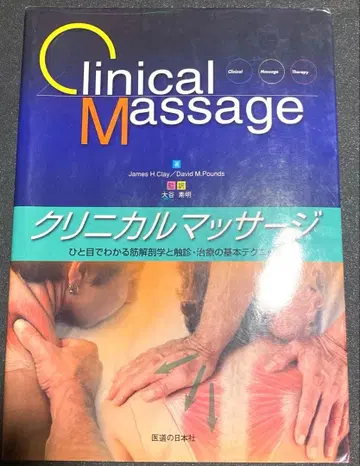 Clinical
Massage
Clinical Massage Therapy
著
James H.Clay/David M.Pounds
監訳
大谷 素明
クリニカルマッサージ
ひと目でわかる筋解剖学と触診・治療の基本テクニ
医道の日本社